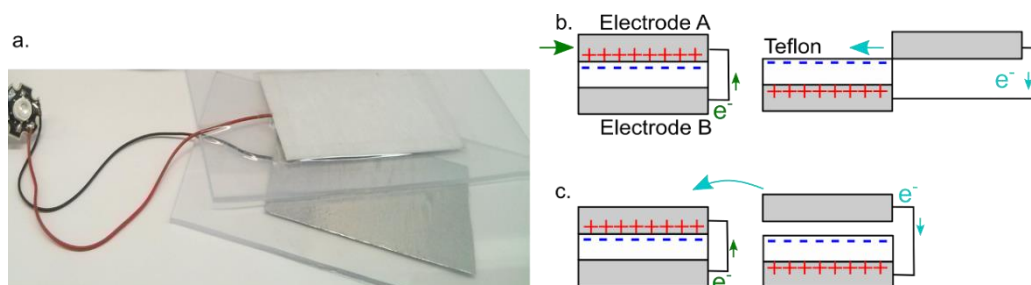 a.
b.
Electrode A
+++++++
- - - - - - - -
e-
Electrode B
Teflon
- - - - - - - -
++++++++
e-
c.
+++++++
- - - - - - - -
e-
e-
- - - - - - - -
++++++++